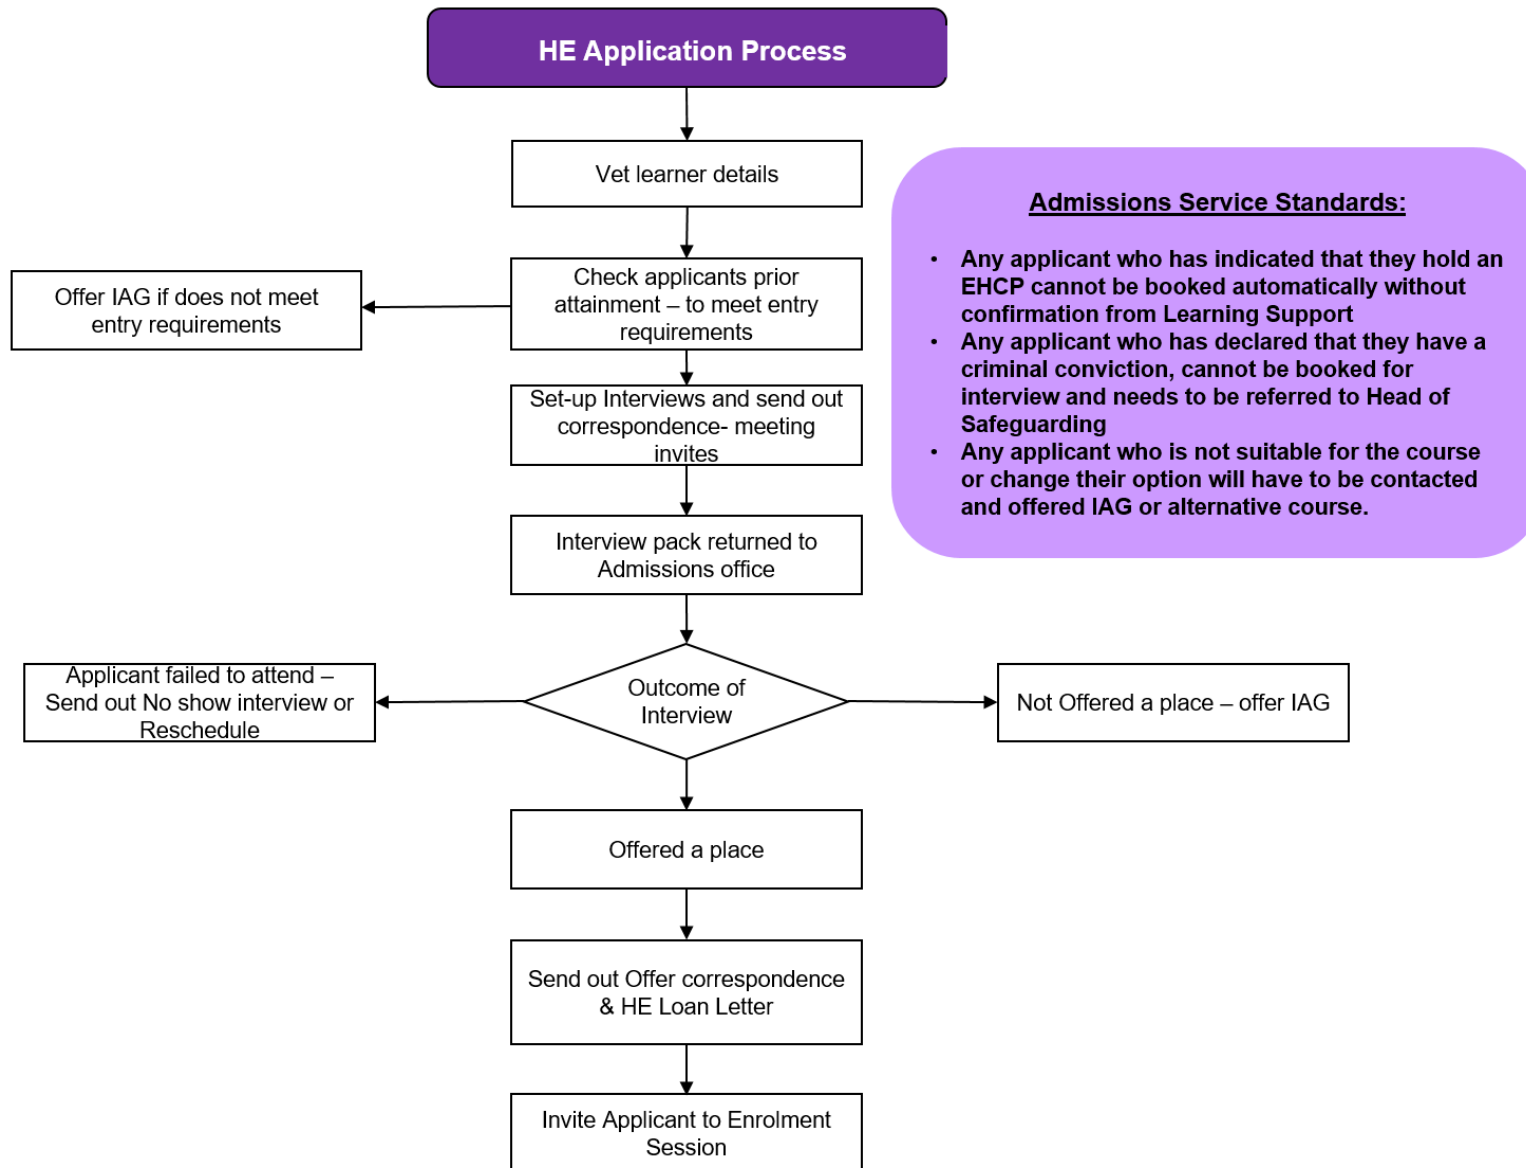 HE Application Process
Vet learner details
Admissions Service Standards:
• Any applicant who has indicated that they hold an
EHCP cannot be booked automatically without
confirmation from Learning Support
• Any applicant who has declared that they have a
criminal conviction, cannot be booked for
interview and needs to be referred to Head of
Safeguarding
• Any applicant who is not suitable for the course
or change their option will have to be contacted
and offered IAG or alternative course.
Check applicants prior
attainment – to meet entry
requirements
Offer IAG if does not meet
entry requirements
Set-up Interviews and send out
correspondence- meeting
invites
Interview pack returned to
Admissions office
Outcome of
Interview
Applicant failed to attend –
Send out No show interview or
Reschedule
Not Offered a place – offer IAG
Offered a place
Send out Offer correspondence
& HE Loan Letter
Invite Applicant to Enrolment
Session